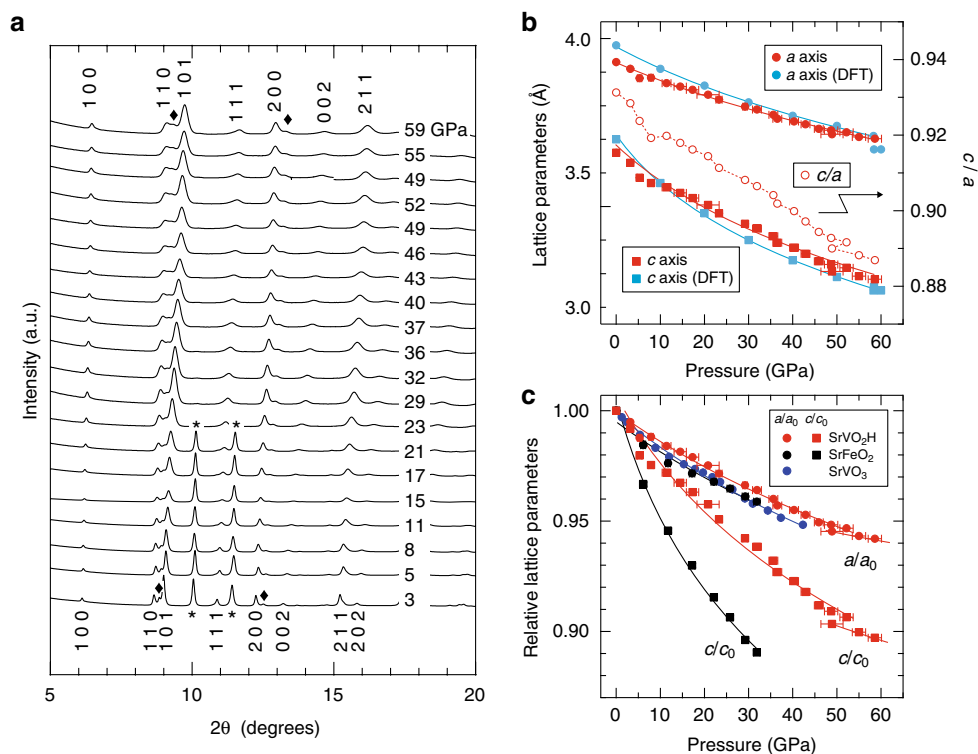 a
1 0 0
1 1 0
1 0 1
1 1 1
2 0 0
0 0 2
2 1 1
59 GPa
55
49
52
49
46
43
40
37
36
32
29
23
* *
21
17
15
11
8
5
3
* *
1 0 0
1 1 0
1 0 1
1 1 1
2 0 0
0 0 2
2 1 1
2 0 2
Intensity (a.u.)
5 10 15 20
2θ (degrees)
b
4.0
3.5
3.0
Lattice parameters (Å)
a axis
a axis (DFT)
c/a
c axis
c axis (DFT)
0.94
0.92
0.90
0.88
c/a
0 10 20 30 40 50 60
Pressure (GPa)
c
1.00
0.95
0.90
Relative lattice parameters
a/a0 c/c0
SrVO2H
SrFeO2
SrVO3
a/a0
c/c0
c/c0
0 10 20 30 40 50 60
Pressure (GPa)